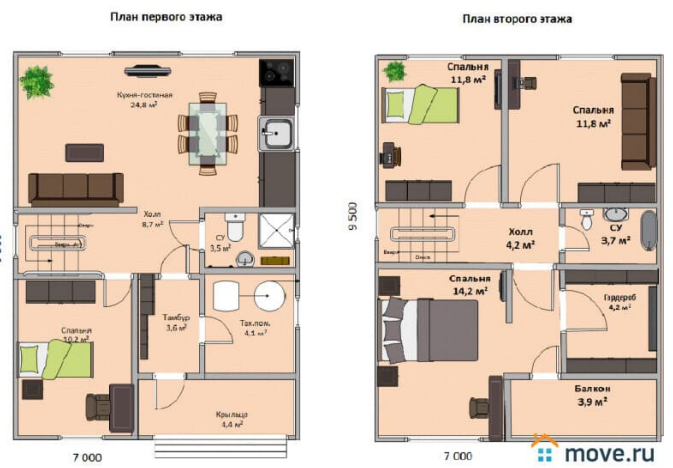 План первого этажа
План второго этажа
Кухня-гостиная
24,8 м²
Холл
8,7 м²
СУ
3,5 м²
Спальня
10,2 м²
Тамбур
3,6 м²
Тех.пом.
4,1 м²
Крыльцо
4,4 м²
7 000
Спальня
11,8 м²
Спальня
11,8 м²
9 500
Холл
4,2 м²
СУ
3,7 м²
Спальня
14,2 м²
Гардероб
4,2 м²
Балкон
3,9 м²
7 000
move.ru